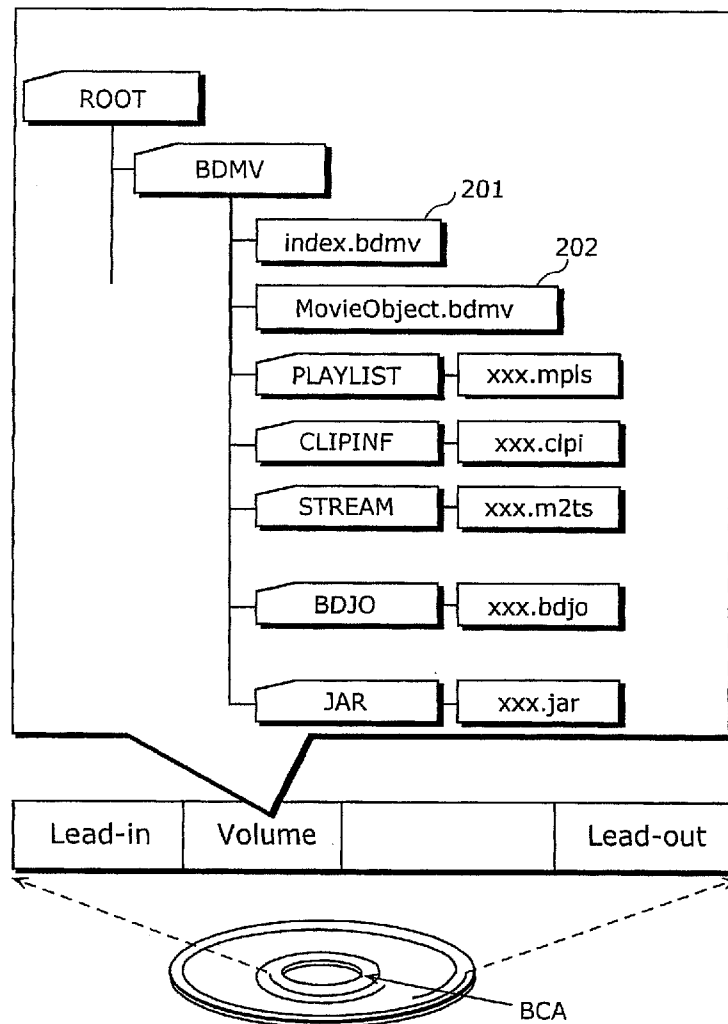 ROOT
BDMV
201
index.bdmv
202
MovieObject.bdmv
PLAYLIST xxx.mpls
CLIPINF xxx.clpi
STREAM xxx.m2ts
BDJO xxx.bdjo
JAR xxx.jar
Lead-in Volume Lead-out
BCA